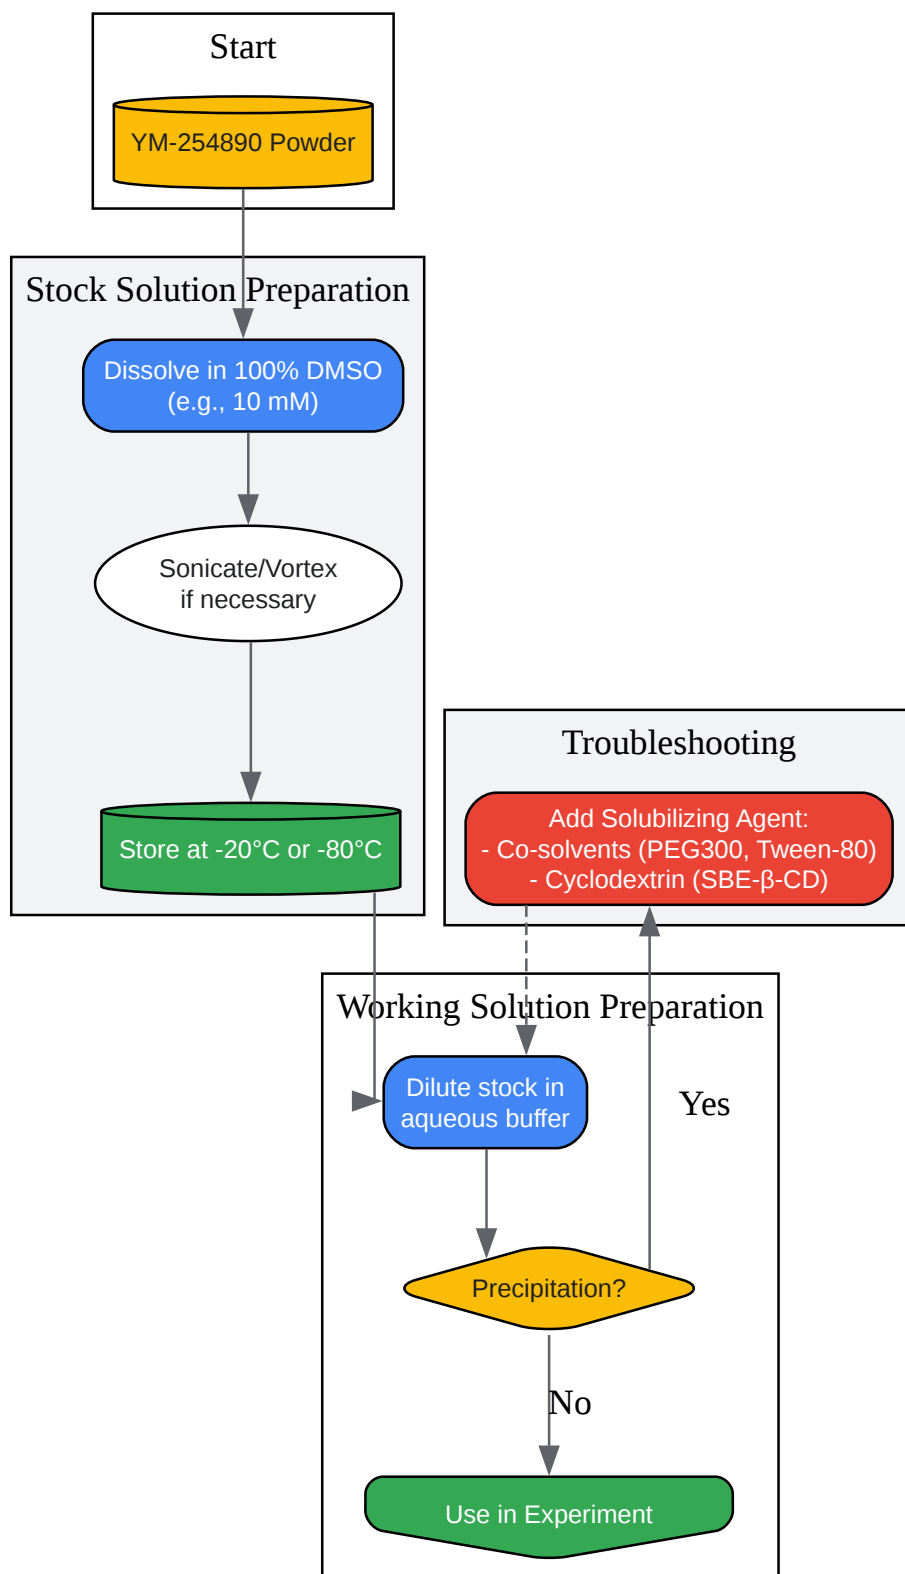 Start
YM-254890 Powder
Stock Solution Preparation
Dissolve in 100% DMSO
(e.g., 10 mM)
Sonicate/Vortex
if necessary
Store at -20°C or -80°C
Troubleshooting
Add Solubilizing Agent:
- Co-solvents (PEG300, Tween-80)
- Cyclodextrin (SBE-β-CD)
Working Solution Preparation
Dilute stock in
aqueous buffer
Yes
Precipitation?
No
Use in Experiment